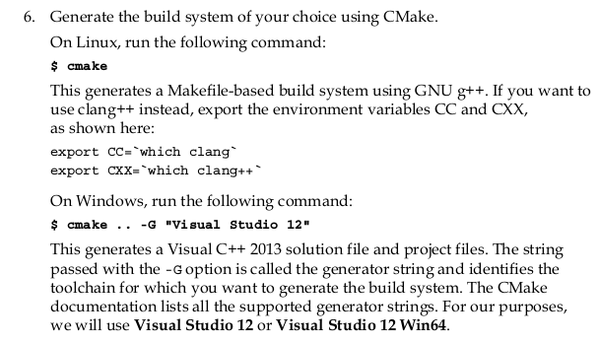 6. Generate the build system of your choice using CMake.
On Linux, run the following command:
$ cmake
This generates a Makefile-based build system using GNU g++. If you want to
use clang++ instead, export the environment variables CC and CXX,
as shown here:
export CC=`which clang`
export CXX=`which clang++`
On Windows, run the following command:
$ cmake .. -G "Visual Studio 12"
This generates a Visual C++ 2013 solution file and project files. The string
passed with the -G option is called the generator string and identifies the
toolchain for which you want to generate the build system. The CMake
documentation lists all the supported generator strings. For our purposes,
we will use Visual Studio 12 or Visual Studio 12 Win64.